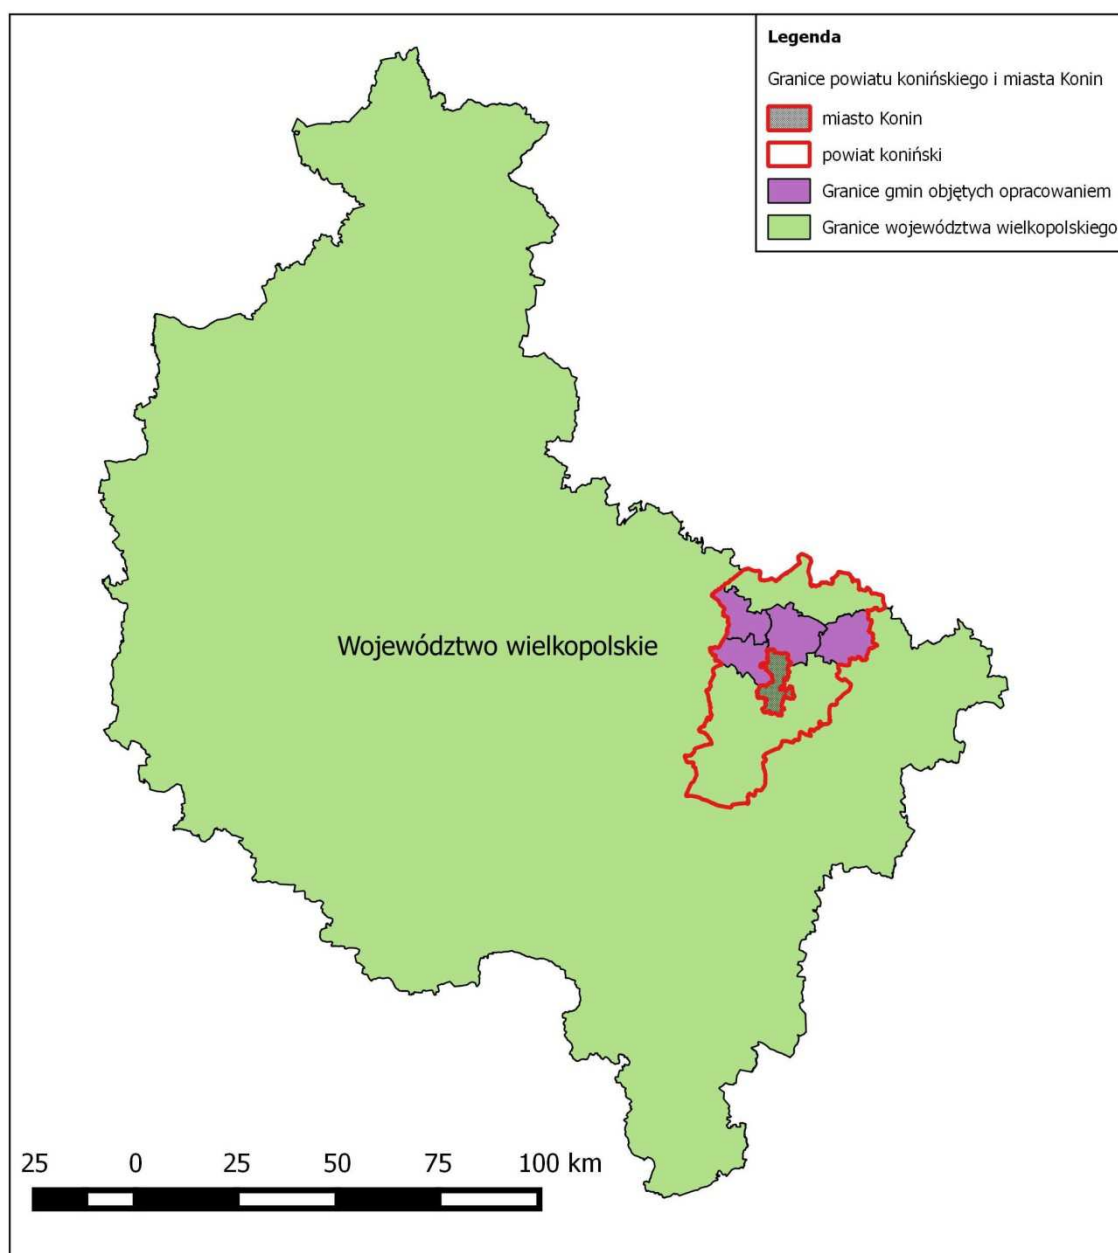 Legenda
Granice powiatu konińskiego i miasta Konin
miasto Konin
powiat koniński
Granice gmin objętych opracowaniem
Granice województwa wielkopolskiego
Województwo wielkopolskie
25 0 25 50 75 100 km